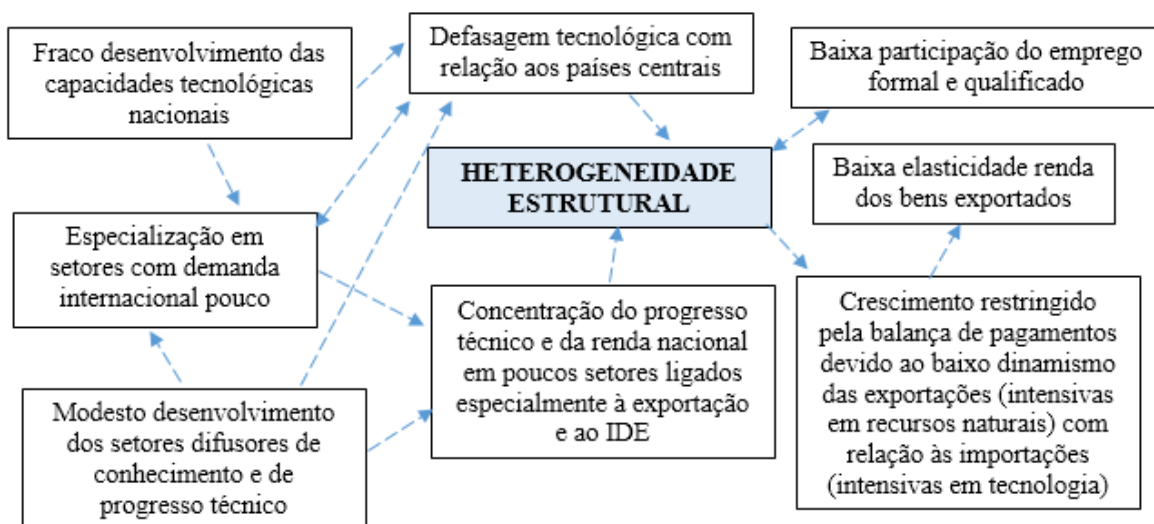 Fraco desenvolvimento das
capacidades tecnológicas
nacionais
Defasagem tecnológica com
relação aos países centrais
Baixa participação do emprego
formal e qualificado
HETEROGENEIDADE
ESTRUTURAL
Baixa elasticidade renda
dos bens exportados
Especialização em
setores com demanda
internacional pouco
Concentração do progresso
técnico e da renda nacional
em poucos setores ligados
especialmente à exportação
e ao IDE
Crescimento restringido
pela balança de pagamentos
devido ao baixo dinamismo
das exportações (intensivas
em recursos naturais) com
relação às importações
(intensivas em tecnologia)
Modesto desenvolvimento
dos setores difusores de
conhecimento e de
progresso técnico